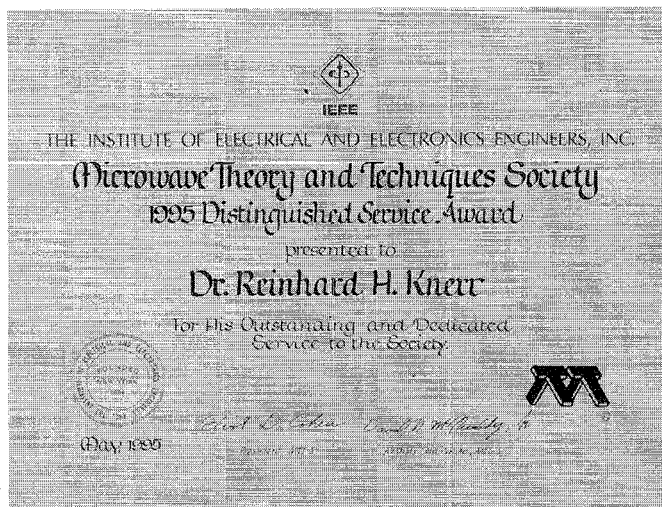 IEEE
THE INSTITUTE OF ELECTRICAL AND ELECTRONICS ENGINEERS, INC.
Microwave Theory and Techniques Society
1995 Distinguished Service Award
presented to
Dr. Reinhard H. Knerr
For His Outstanding and Dedicated
Service to the Society
May 1995